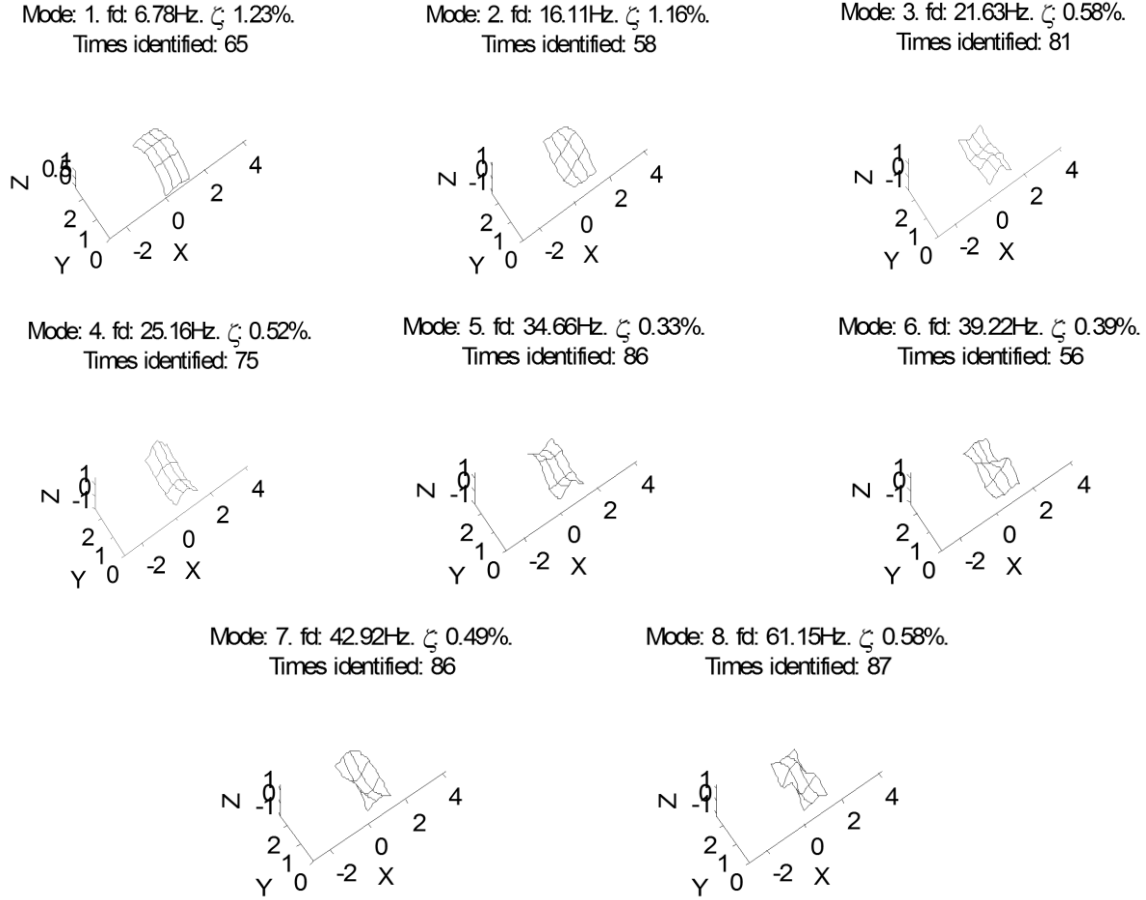 Mode: 1. fd: 6.78Hz. ζ 1.23%.
Times identified: 65
Mode: 2. fd: 16.11Hz. ζ 1.16%.
Times identified: 58
Mode: 3. fd: 21.63Hz. ζ 0.58%.
Times identified: 81
Z
2
1
0
Y
-2
0
2
4
X
1
0
-1
Z
2
1
0
Y
-2
0
2
4
X
1
0
-1
Z
2
1
0
Y
-2
0
2
4
X
Mode: 4. fd: 25.16Hz. ζ 0.52%.
Times identified: 75
Mode: 5. fd: 34.66Hz. ζ 0.33%.
Times identified: 86
Mode: 6. fd: 39.22Hz. ζ 0.39%.
Times identified: 56
1
0
-1
Z
2
1
0
Y
-2
0
2
4
X
1
0
-1
Z
2
1
0
Y
-2
0
2
4
X
1
0
-1
Z
2
1
0
Y
-2
0
2
4
X
Mode: 7. fd: 42.92Hz. ζ 0.49%.
Times identified: 86
Mode: 8. fd: 61.15Hz. ζ 0.58%.
Times identified: 87
1
0
-1
Z
2
1
0
Y
-2
0
2
4
X
1
0
-1
Z
2
1
0
Y
-2
0
2
4
X